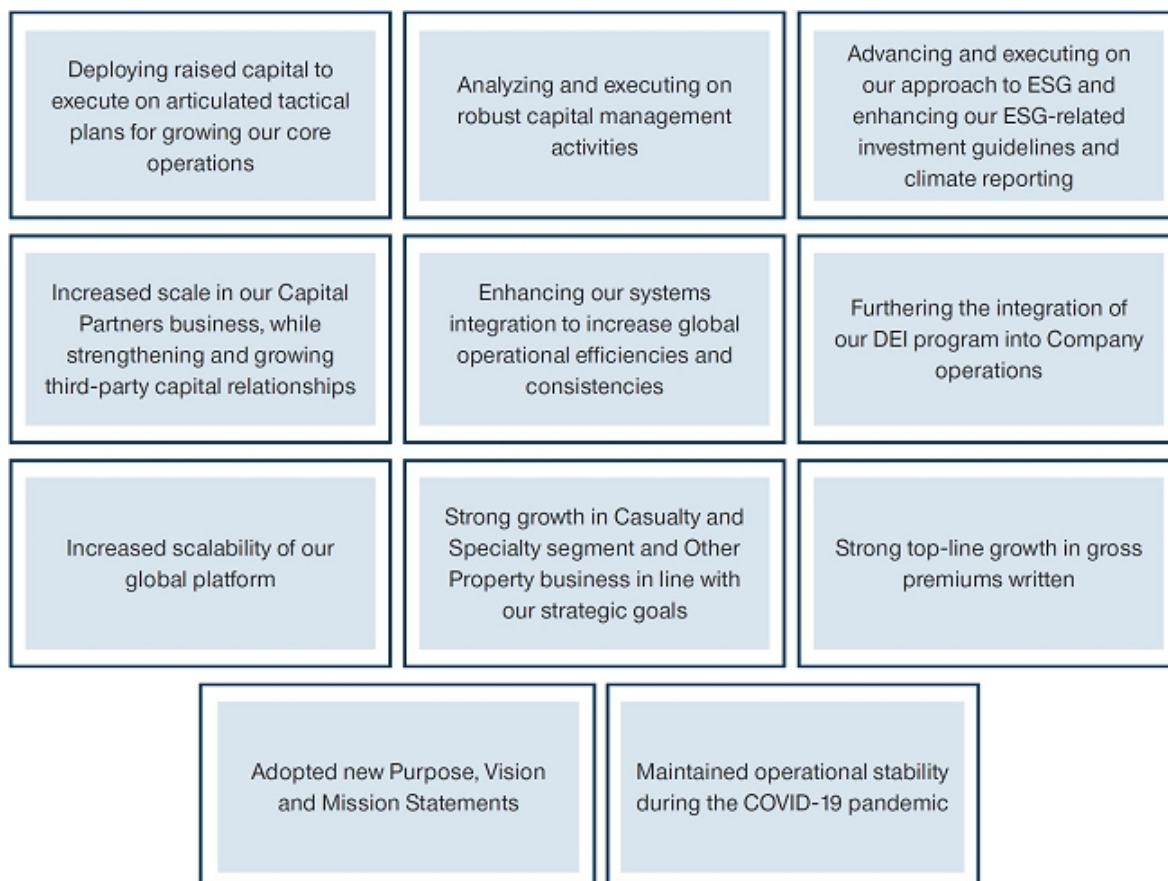 Deploying raised capital to
execute on articulated tactical
plans for growing our core
operations
Analyzing and executing on
robust capital management
activities
Advancing and executing on
our approach to ESG and
enhancing our ESG-related
investment guidelines and
climate reporting
Increased scale in our Capital
Partners business, while
strengthening and growing
third-party capital relationships
Enhancing our systems
integration to increase global
operational efficiencies and
consistencies
Furthering the integration of
our DEI program into Company
operations
Increased scalability of our
global platform
Strong growth in Casualty and
Specialty segment and Other
Property business in line with
our strategic goals
Strong top-line growth in gross
premiums written
Adopted new Purpose, Vision
and Mission Statements
Maintained operational stability
during the COVID-19 pandemic